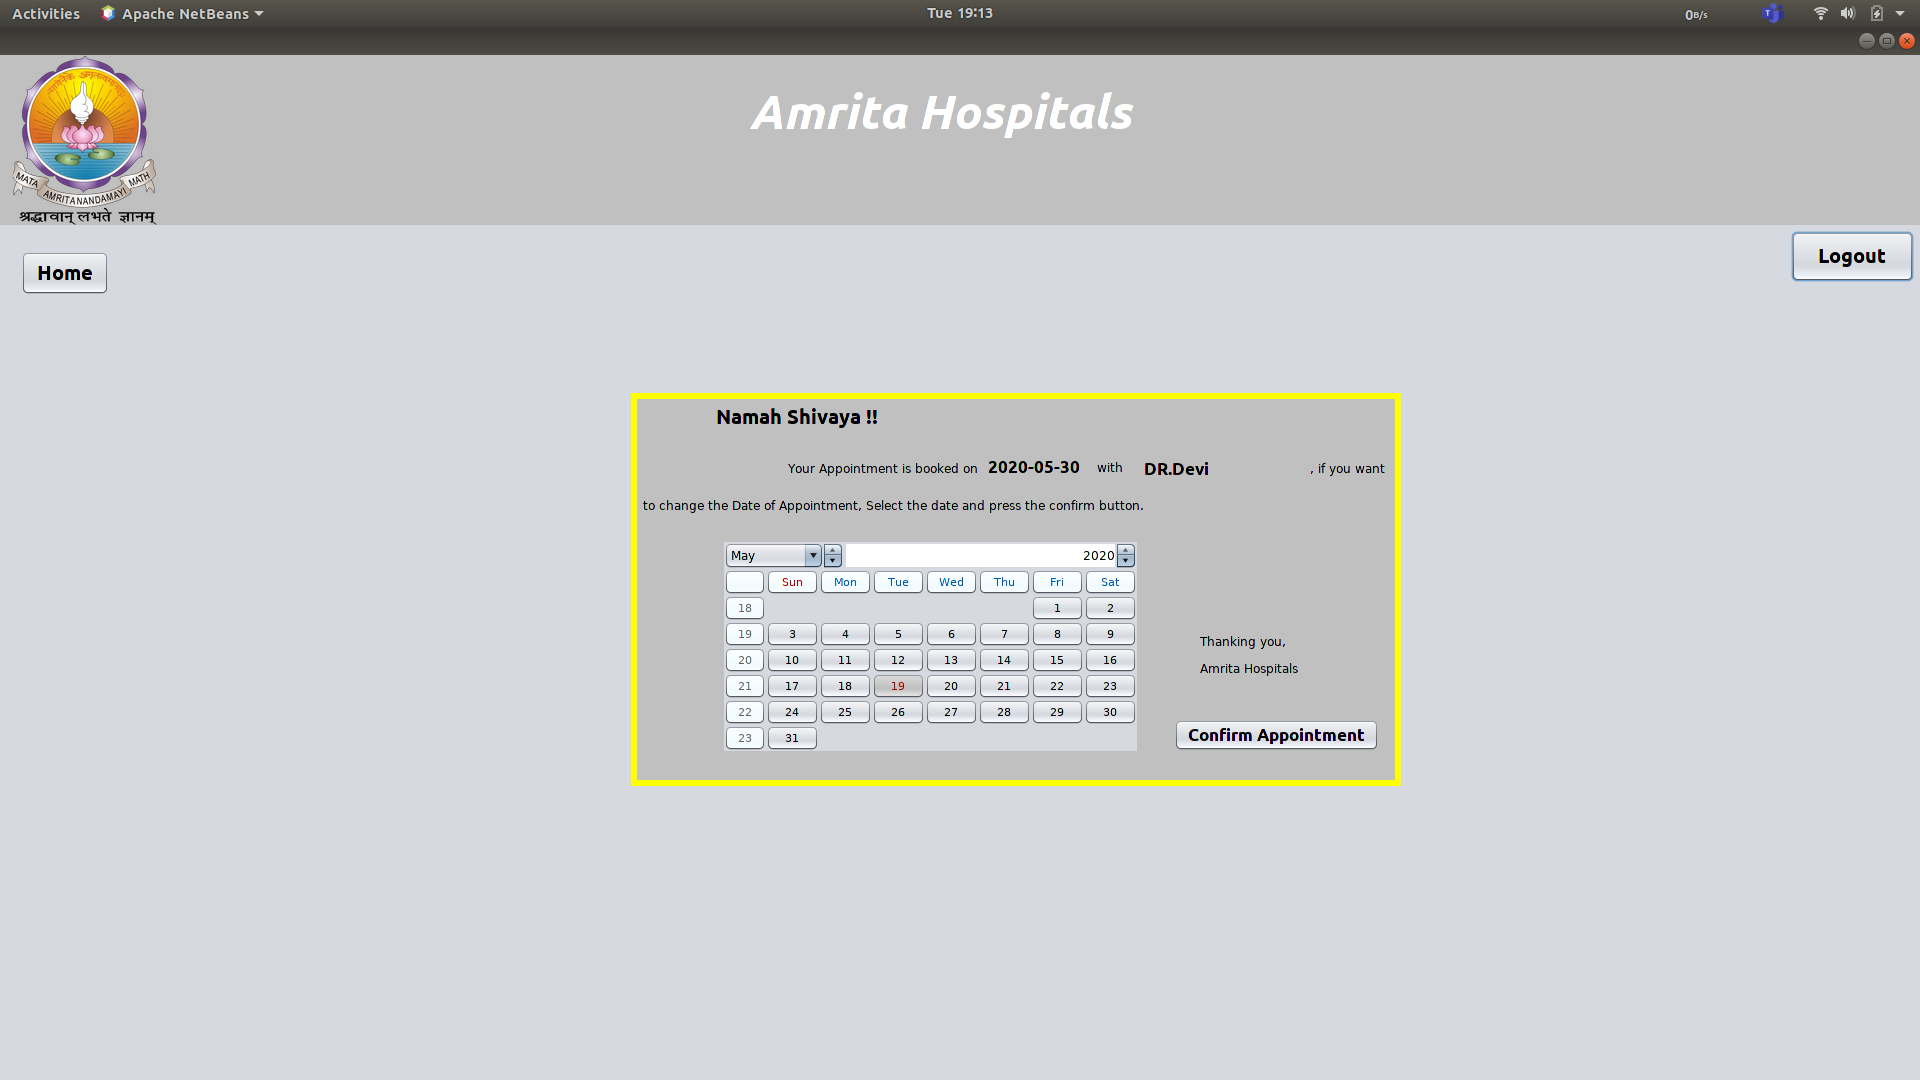 Activities Apache NetBeans Tue 19:13 0B/s
Amrita Hospitals
MATA AMRITANANDAMAYI MATH
श्रद्धावान् लभते ज्ञानम्
Home
Logout
Namah Shivaya !!
Your Appointment is booked on 2020-05-30 with DR.Devi , if you want
to change the Date of Appointment, Select the date and press the confirm button.
May 2020
Sun Mon Tue Wed Thu Fri Sat
18 1 2
19 3 4 5 6 7 8 9
20 10 11 12 13 14 15 16
21 17 18 19 20 21 22 23
22 24 25 26 27 28 29 30
23 31
Thanking you,
Amrita Hospitals
Confirm Appointment